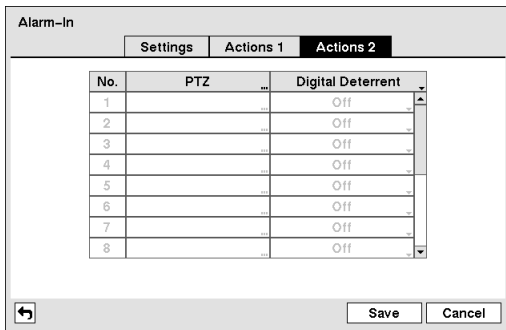 Alarm-In
Settings Actions 1 Actions 2
No. PTZ ... Digital Deterrent
1 ... Off
2 ... Off
3 ... Off
4 ... Off
5 ... Off
6 ... Off
7 ... Off
8 ... Off
Save Cancel